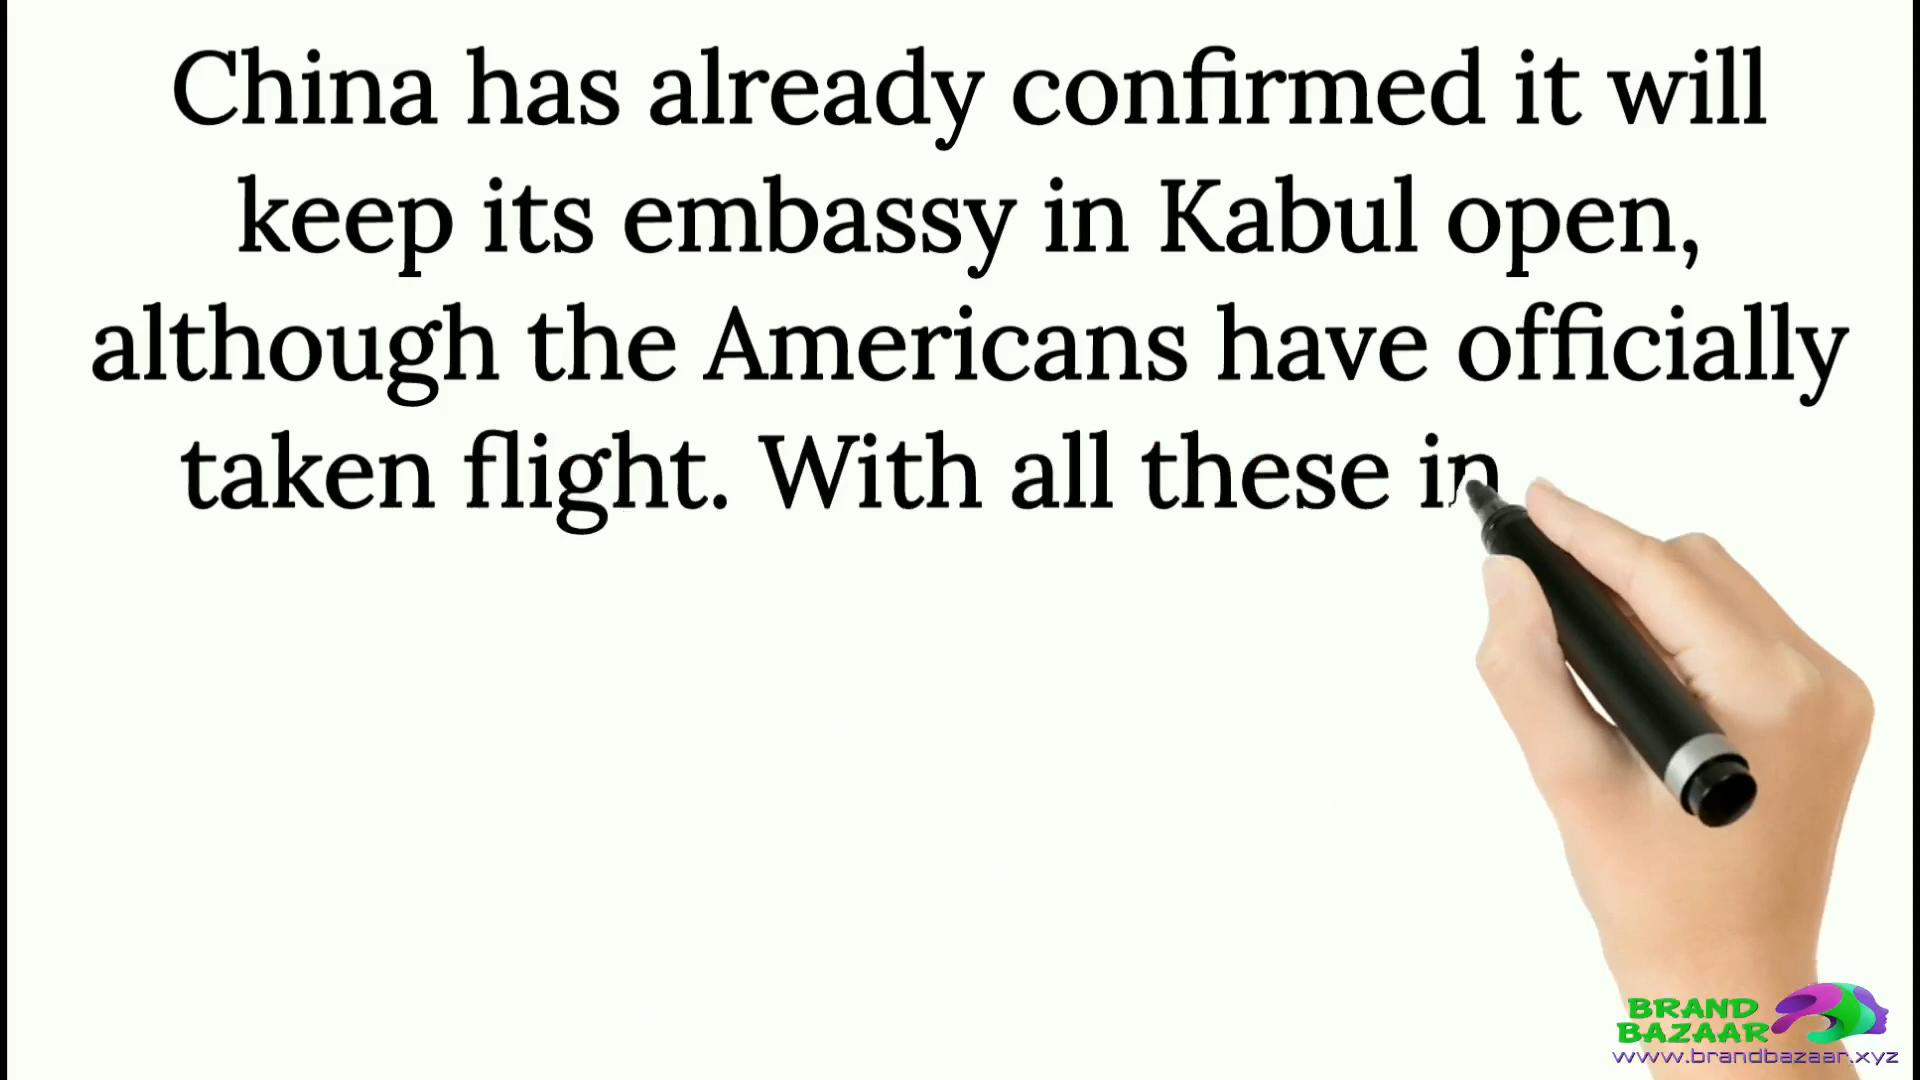 China has already confirmed it will
keep its embassy in Kabul open,
although the Americans have officially
taken flight. With all these in
BRAND
BAZAAR
www.brandbazaar.xyz